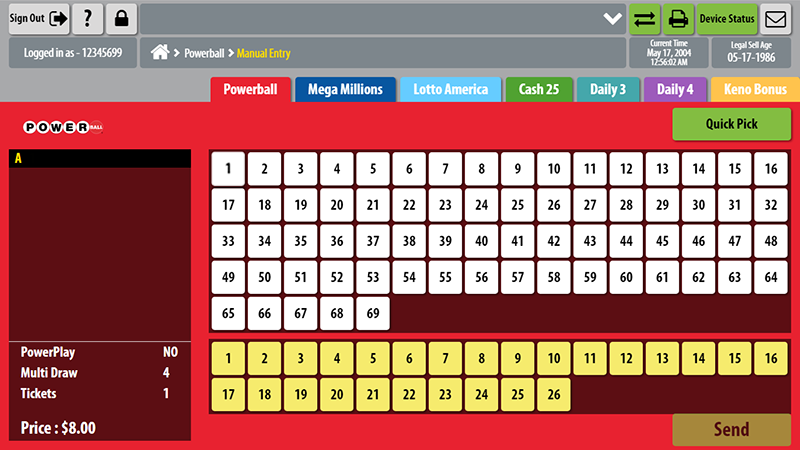 Sign Out ? Device Status
Logged in as - 12345699 > Powerball > Manual Entry Current Time Legal Sell Age
May 17, 2004 05-17-1986
12:56:02 AM
Powerball Mega Millions Lotto America Cash 25 Daily 3 Daily 4 Keno Bonus
POWERBALL Quick Pick
A
1 2 3 4 5 6 7 8 9 10 11 12 13 14 15 16
17 18 19 20 21 22 23 24 25 26 27 28 29 30 31 32
33 34 35 36 37 38 39 40 41 42 43 44 45 46 47 48
49 50 51 52 53 54 55 56 57 58 59 60 61 62 63 64
65 66 67 68 69
PowerPlay NO
Multi Draw 4
Tickets 1
Price : $8.00
1 2 3 4 5 6 7 8 9 10 11 12 13 14 15 16
17 18 19 20 21 22 23 24 25 26
Send